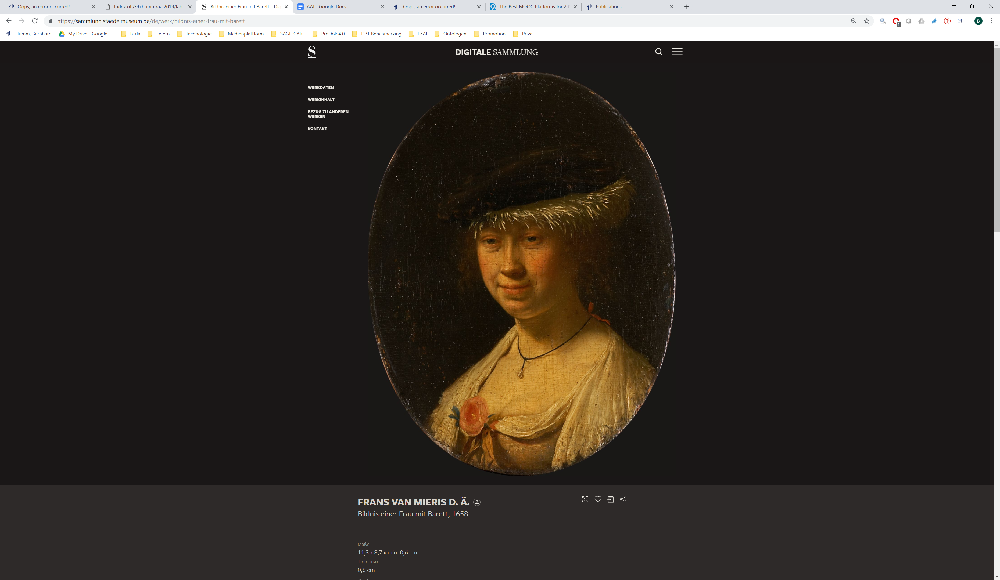 Oops, an error occurred!
Index of /~b.humm/aai2019/lab
Bildnis einer Frau mit Barett - Dig
AAI - Google Docs
Oops, an error occurred!
The Best MOOC Platforms for 20
Publications
https://sammlung.staedelmuseum.de/de/werk/bildnis-einer-frau-mit-barett
1
H
B
Humm, Bernhard
My Drive - Google...
h_da
Extern
Technologie
Medienplattform
SAGE-CARE
ProDok 4.0
DBT Benchmarking
FZAI
Ontologen
Promotion
Privat
S
DIGITALE SAMMLUNG
WERKDATEN
WERKINHALT
BEZUG ZU ANDEREN
WERKEN
KONTAKT
FRANS VAN MIERIS D. Ä.
Bildnis einer Frau mit Barett, 1658
Maße
11,3 x 8,7 x min. 0,6 cm
Tiefe max
0,6 cm